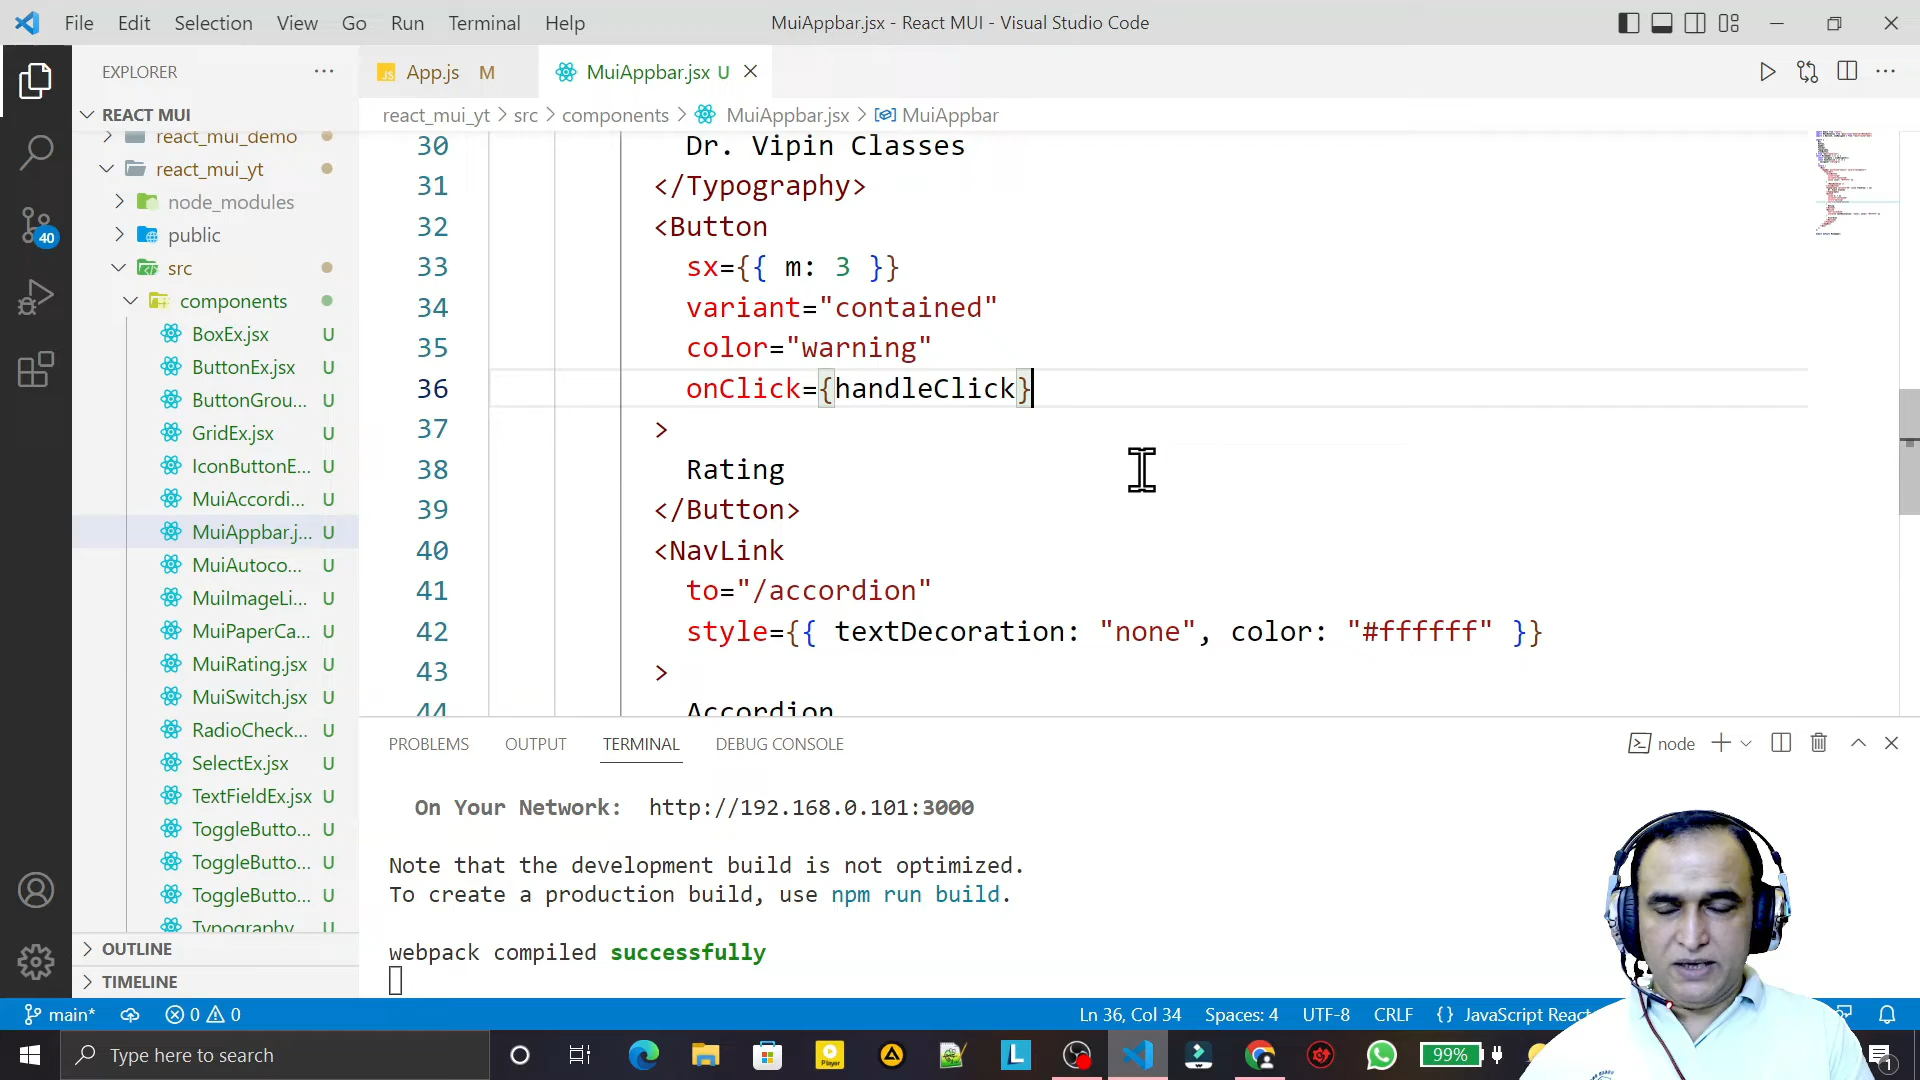 File Edit Selection View Go Run Terminal Help
MuiAppbar.jsx - React MUI - Visual Studio Code
EXPLORER
REACT MUI
react_mui_demo
react_mui_yt
node_modules
public
src
components
BoxEx.jsx U
ButtonEx.jsx U
ButtonGrou... U
GridEx.jsx U
IconButtonE... U
MuiAccordi... U
MuiAppbar.j... U
MuiAutoco... U
MuiImageLi... U
MuiPaperCa... U
MuiRating.jsx U
MuiSwitch.jsx U
RadioCheck... U
SelectEx.jsx U
TextFieldEx.jsx U
ToggleButto... U
ToggleButto... U
ToggleButto... U
Typography U
OUTLINE
TIMELINE
40
JS App.js M
MuiAppbar.jsx U
react_mui_yt > src > components > MuiAppbar.jsx > MuiAppbar
30 Dr. Vipin Classes
31 </Typography>
32 <Button
33 sx={{ m: 3 }}
34 variant="contained"
35 color="warning"
36 onClick={handleClick}
37 >
38 Rating
39 </Button>
40 <NavLink
41 to="/accordion"
42 style={{ textDecoration: "none", color: "#ffffff" }}
43 >
44 Accordion
PROBLEMS OUTPUT TERMINAL DEBUG CONSOLE
node
On Your Network: http://192.168.0.101:3000
Note that the development build is not optimized.
To create a production build, use npm run build.
webpack compiled successfully
main* 0 0
Ln 36, Col 34 Spaces: 4 UTF-8 CRLF {} JavaScript React
Type here to search
Player
L
99%
1